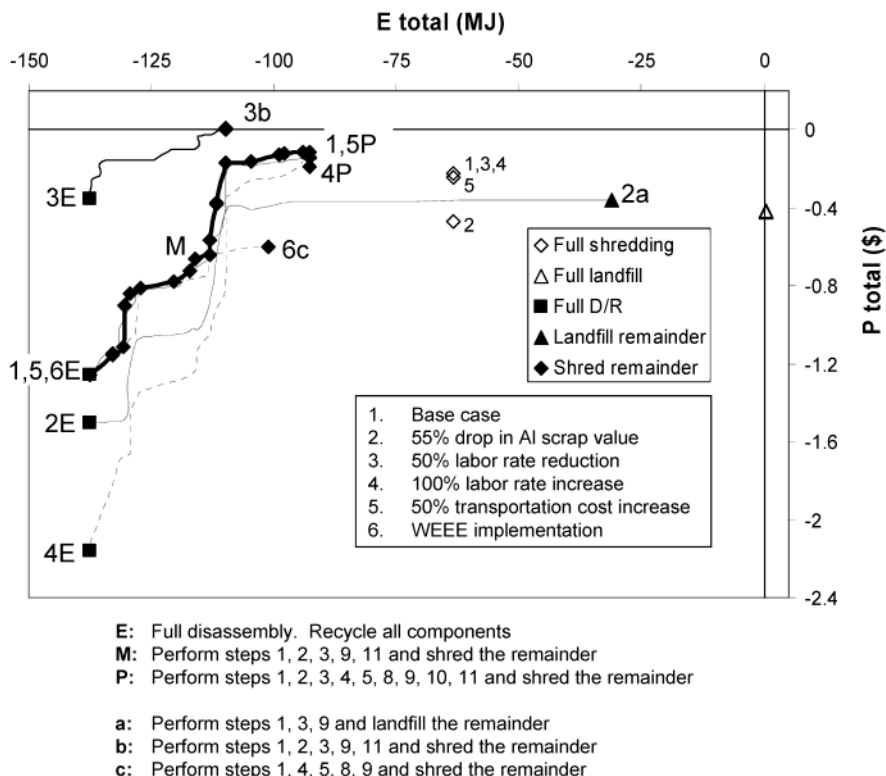 E total (MJ)
-150 -125 -100 -75 -50 -25 0
3b
0
1,5P
4P
1,3,4
5
3E
2a
-0.4
2
M
6c
Full shredding
Full landfill
Full D/R
Landfill remainder
Shred remainder
-0.8
P total ($)
1,5,6E
-1.2
2E
1. Base case
2. 55% drop in Al scrap value
3. 50% labor rate reduction
4. 100% labor rate increase
5. 50% transportation cost increase
6. WEEE implementation
-1.6
-2
4E
-2.4
E: Full disassembly. Recycle all components
M: Perform steps 1, 2, 3, 9, 11 and shred the remainder
P: Perform steps 1, 2, 3, 4, 5, 8, 9, 10, 11 and shred the remainder
a: Perform steps 1, 3, 9 and landfill the remainder
b: Perform steps 1, 2, 3, 9, 11 and shred the remainder
c: Perform steps 1, 4, 5, 8, 9 and shred the remainder